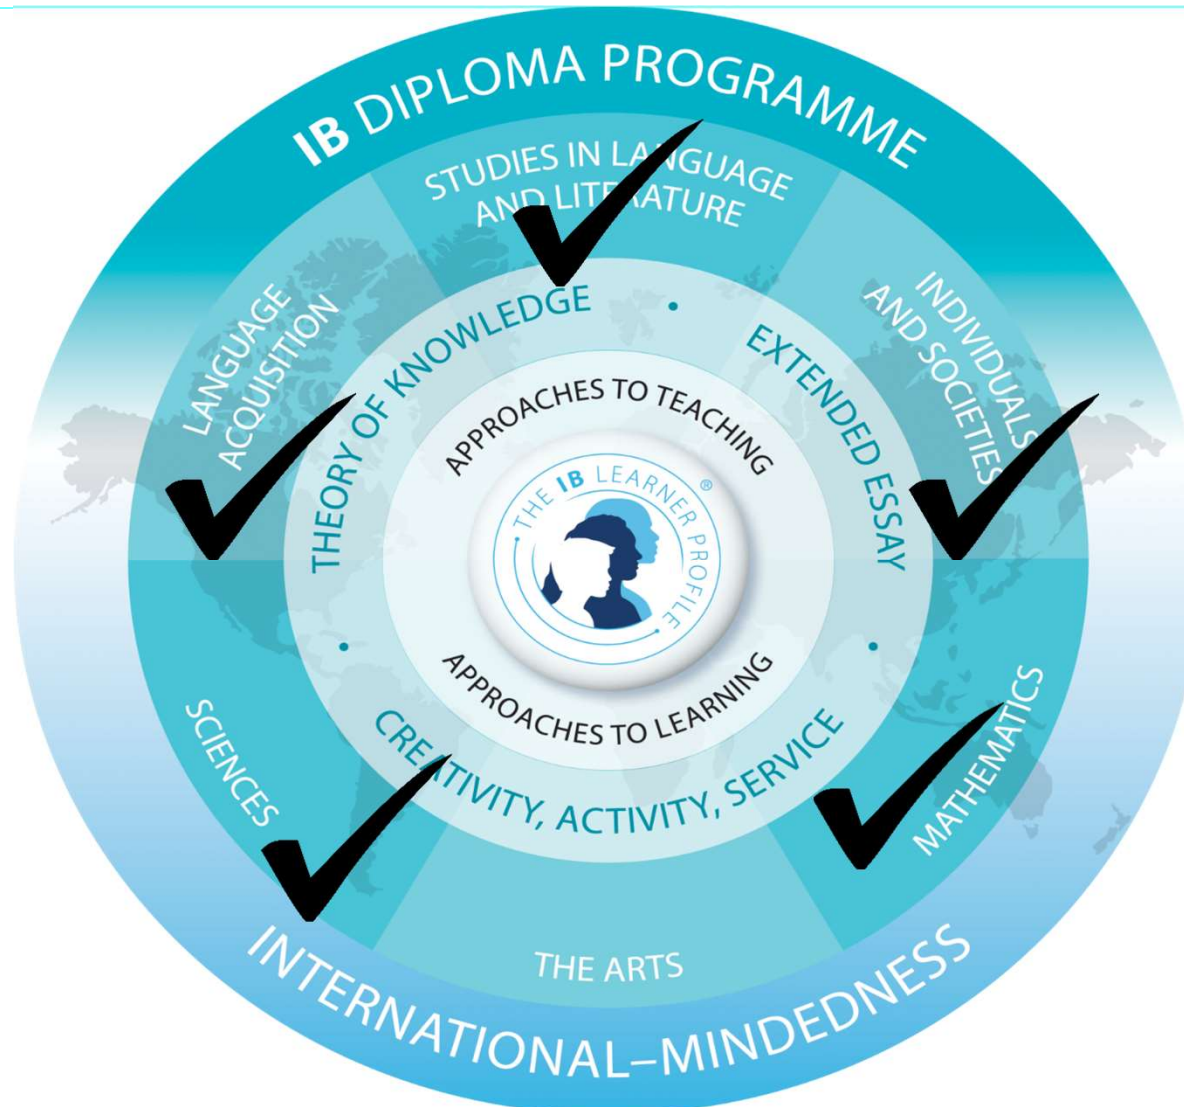 IB DIPLOMA PROGRAMME
STUDIES IN LANGUAGE
AND LITERATURE
LANGUAGE
ACQUISITION
INDIVIDUALS
AND SOCIETIES
THEORY OF KNOWLEDGE
EXTENDED ESSAY
APPROACHES TO TEACHING
THE IB LEARNER PROFILE ®
APPROACHES TO LEARNING
CREATIVITY, ACTIVITY, SERVICE
SCIENCES
MATHEMATICS
THE ARTS
INTERNATIONAL–MINDEDNESS